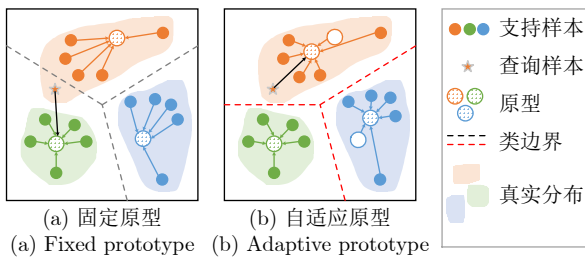 支持样本
查询样本
原型
类边界
真实分布
(a) 固定原型
(a) Fixed prototype
(b) 自适应原型
(b) Adaptive prototype